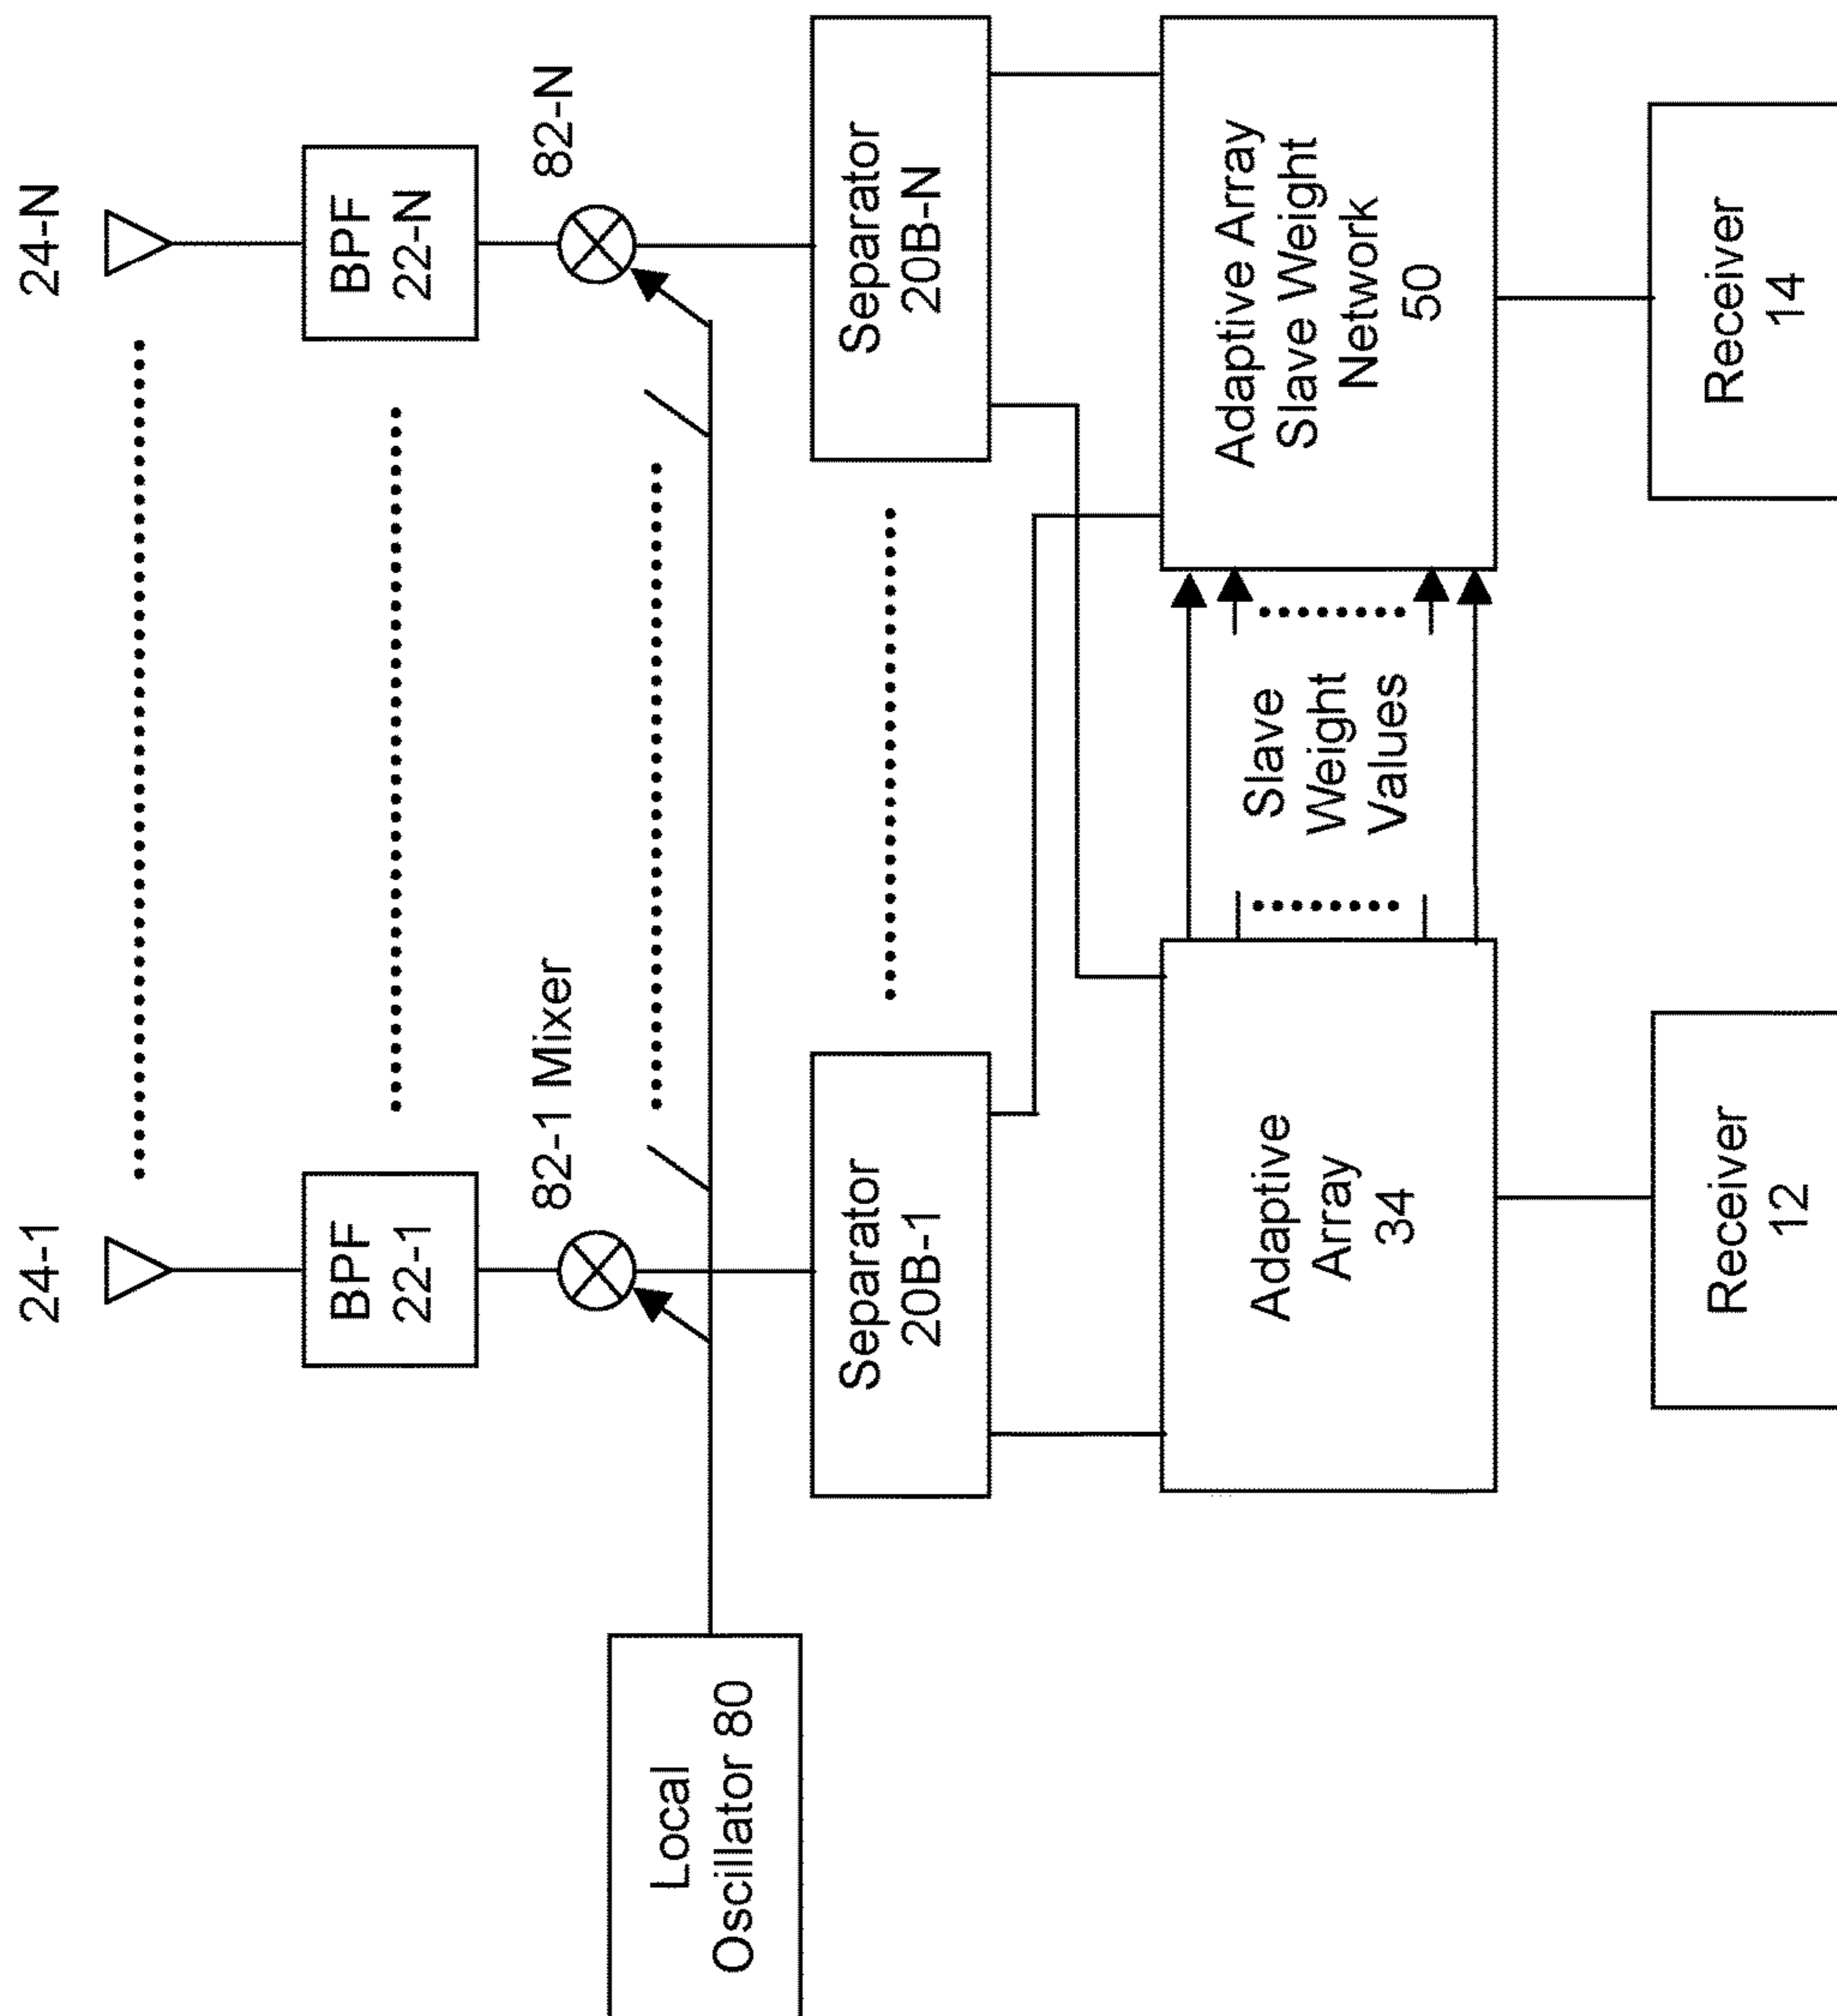 24-1
24-N
BPF
22-1
BPF
22-N
82-1 Mixer
82-N
Local
Oscillator 80
Separator
20B-1
Separator
20B-N
Adaptive
Array
34
Slave
Weight
Values
Adaptive Array
Slave Weight
Network
50
Receiver
12
Receiver
14